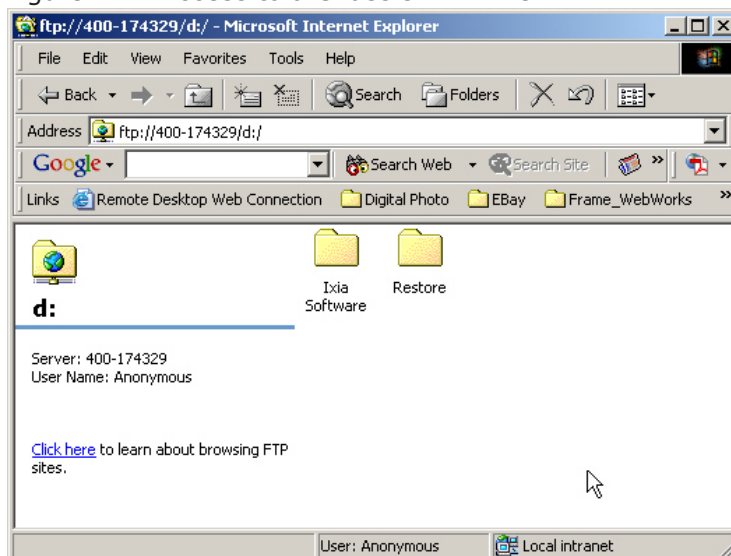 ftp://400-174329/d:/ - Microsoft Internet Explorer
File Edit View Favorites Tools Help
Back Search Folders
Address ftp://400-174329/d:/
Google Search Web Search Site »
Links Remote Desktop Web Connection Digital Photo EBay Frame_WebWorks »
Ixia Software
Restore
d:
Server: 400-174329
User Name: Anonymous
Click here to learn about browsing FTP
sites.
User: Anonymous Local intranet